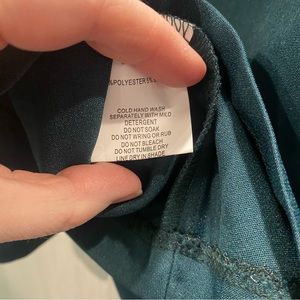 %POLYESTER 5%
COLD HAND WASH
SEPARATELY WITH MILD
DETERGENT
DO NOT SOAK
DO NOT WRING OR RUB
DO NOT BLEACH
DO NOT TUMBLE DRY
LINE DRY IN SHADE